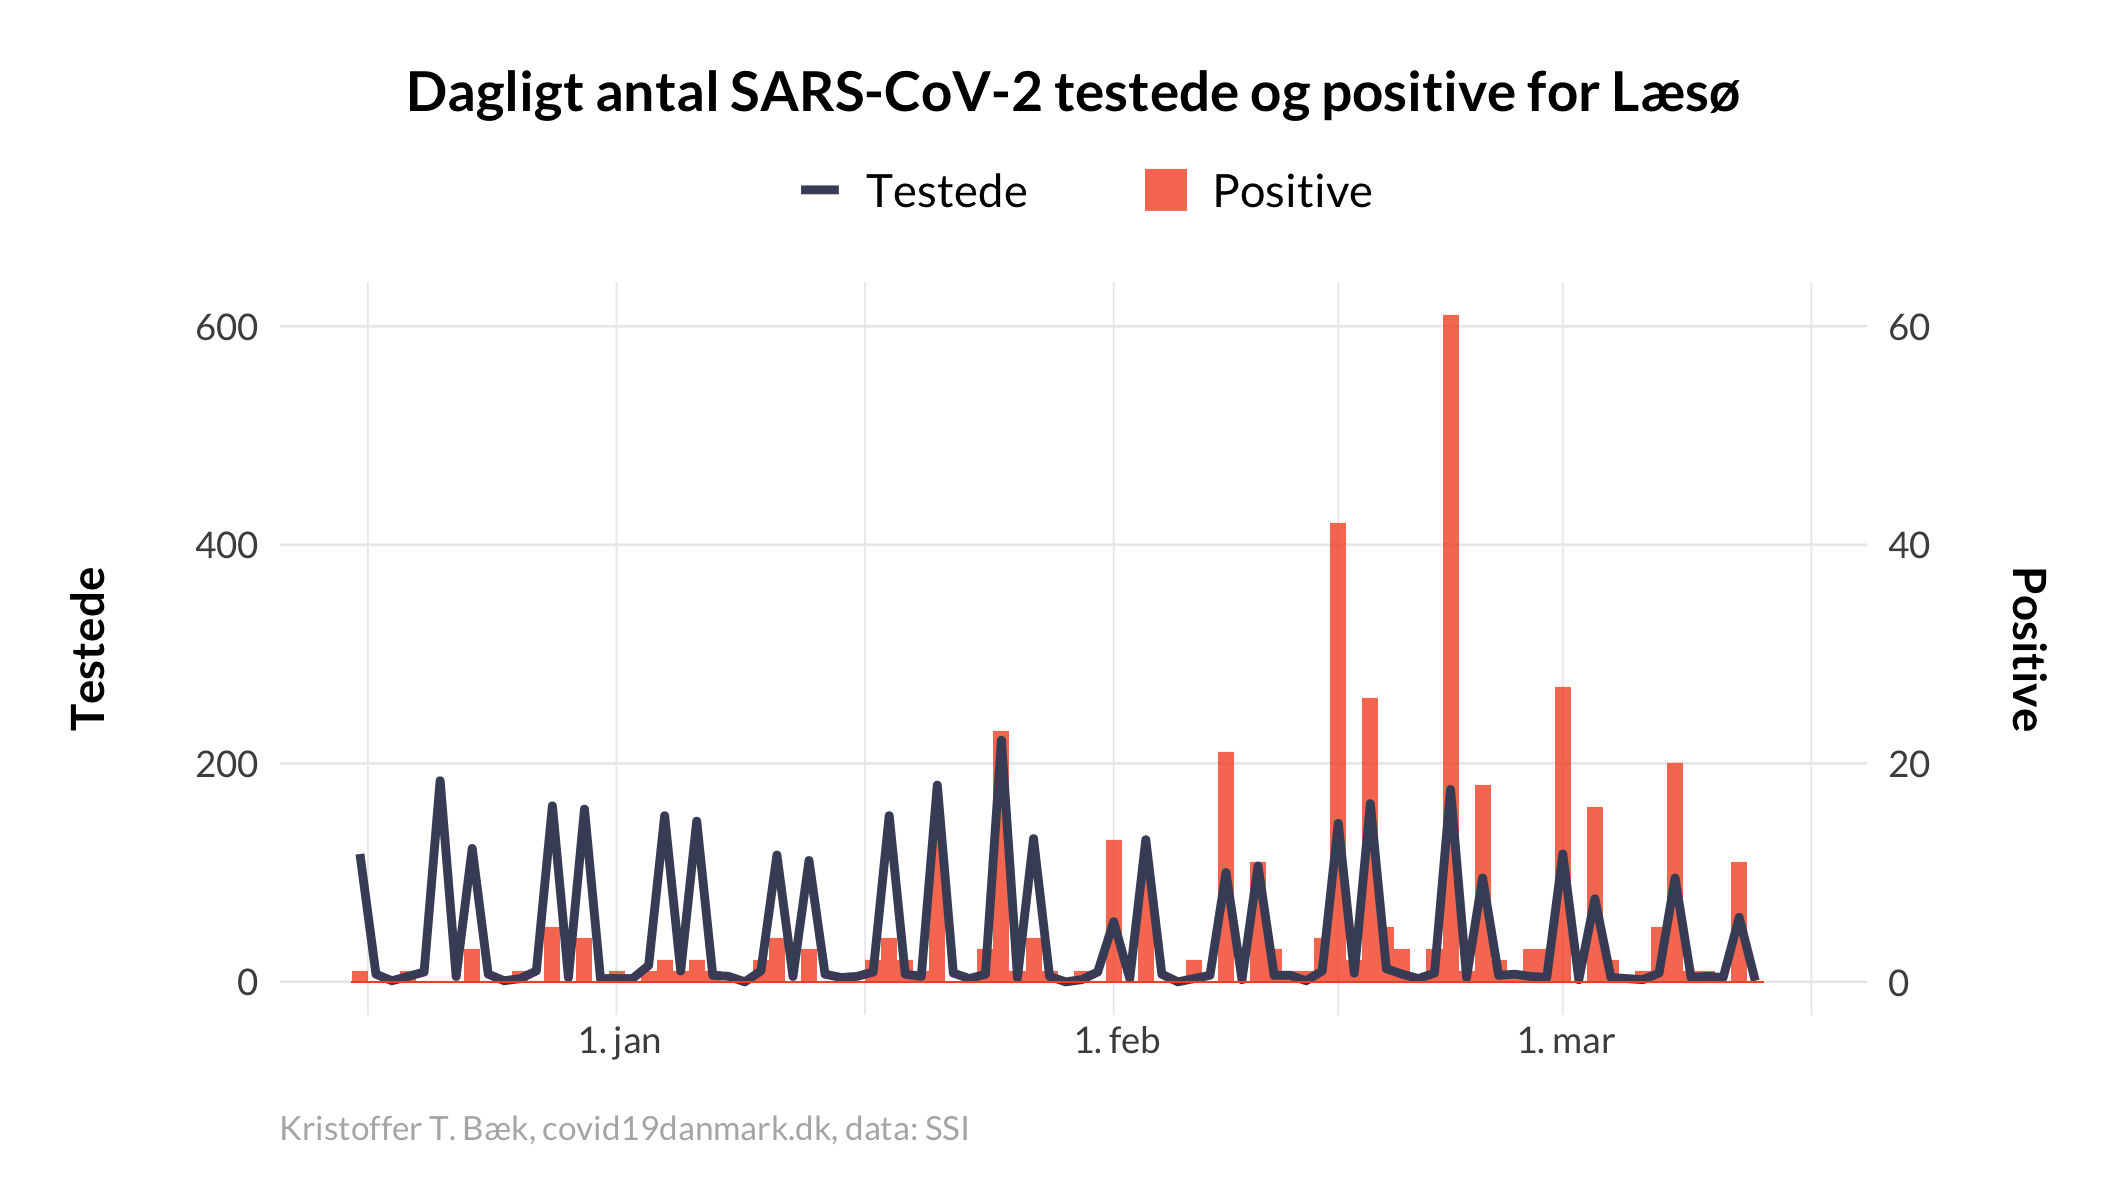 Dagligt antal SARS-CoV-2 testede og positive for Læsø
Testede
Positive
600
400
200
0
60
40
20
0
Testede
Positive
1. jan
1. feb
1. mar
Kristoffer T. Bæk, covid19danmark.dk, data: SSI